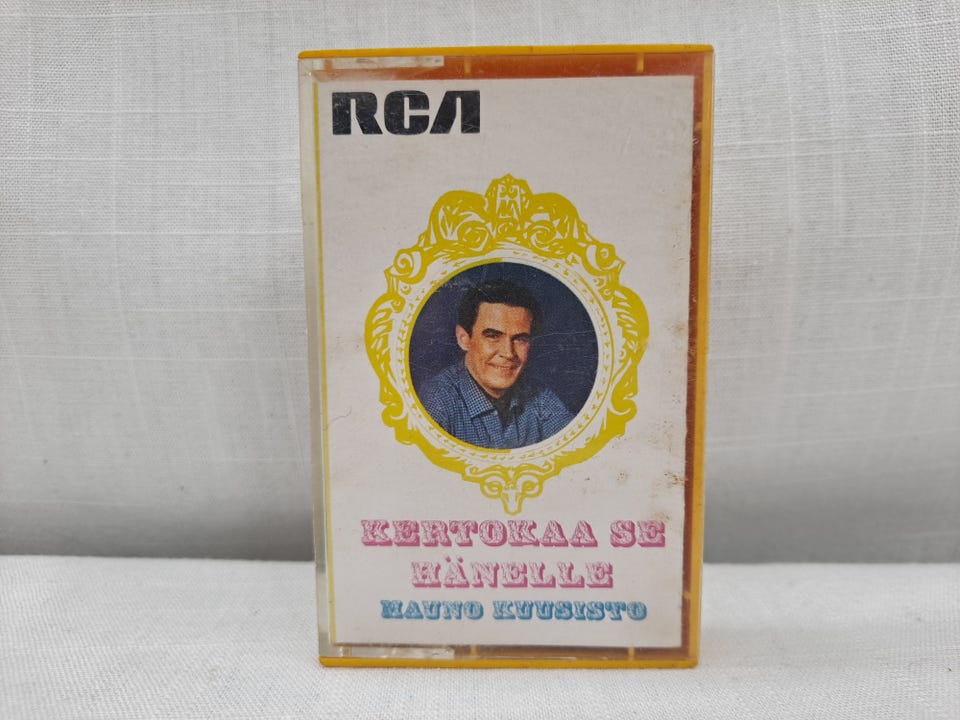 RCA
KERTOKAA SE
HÄNELLE
MAUNO KUUSISTO